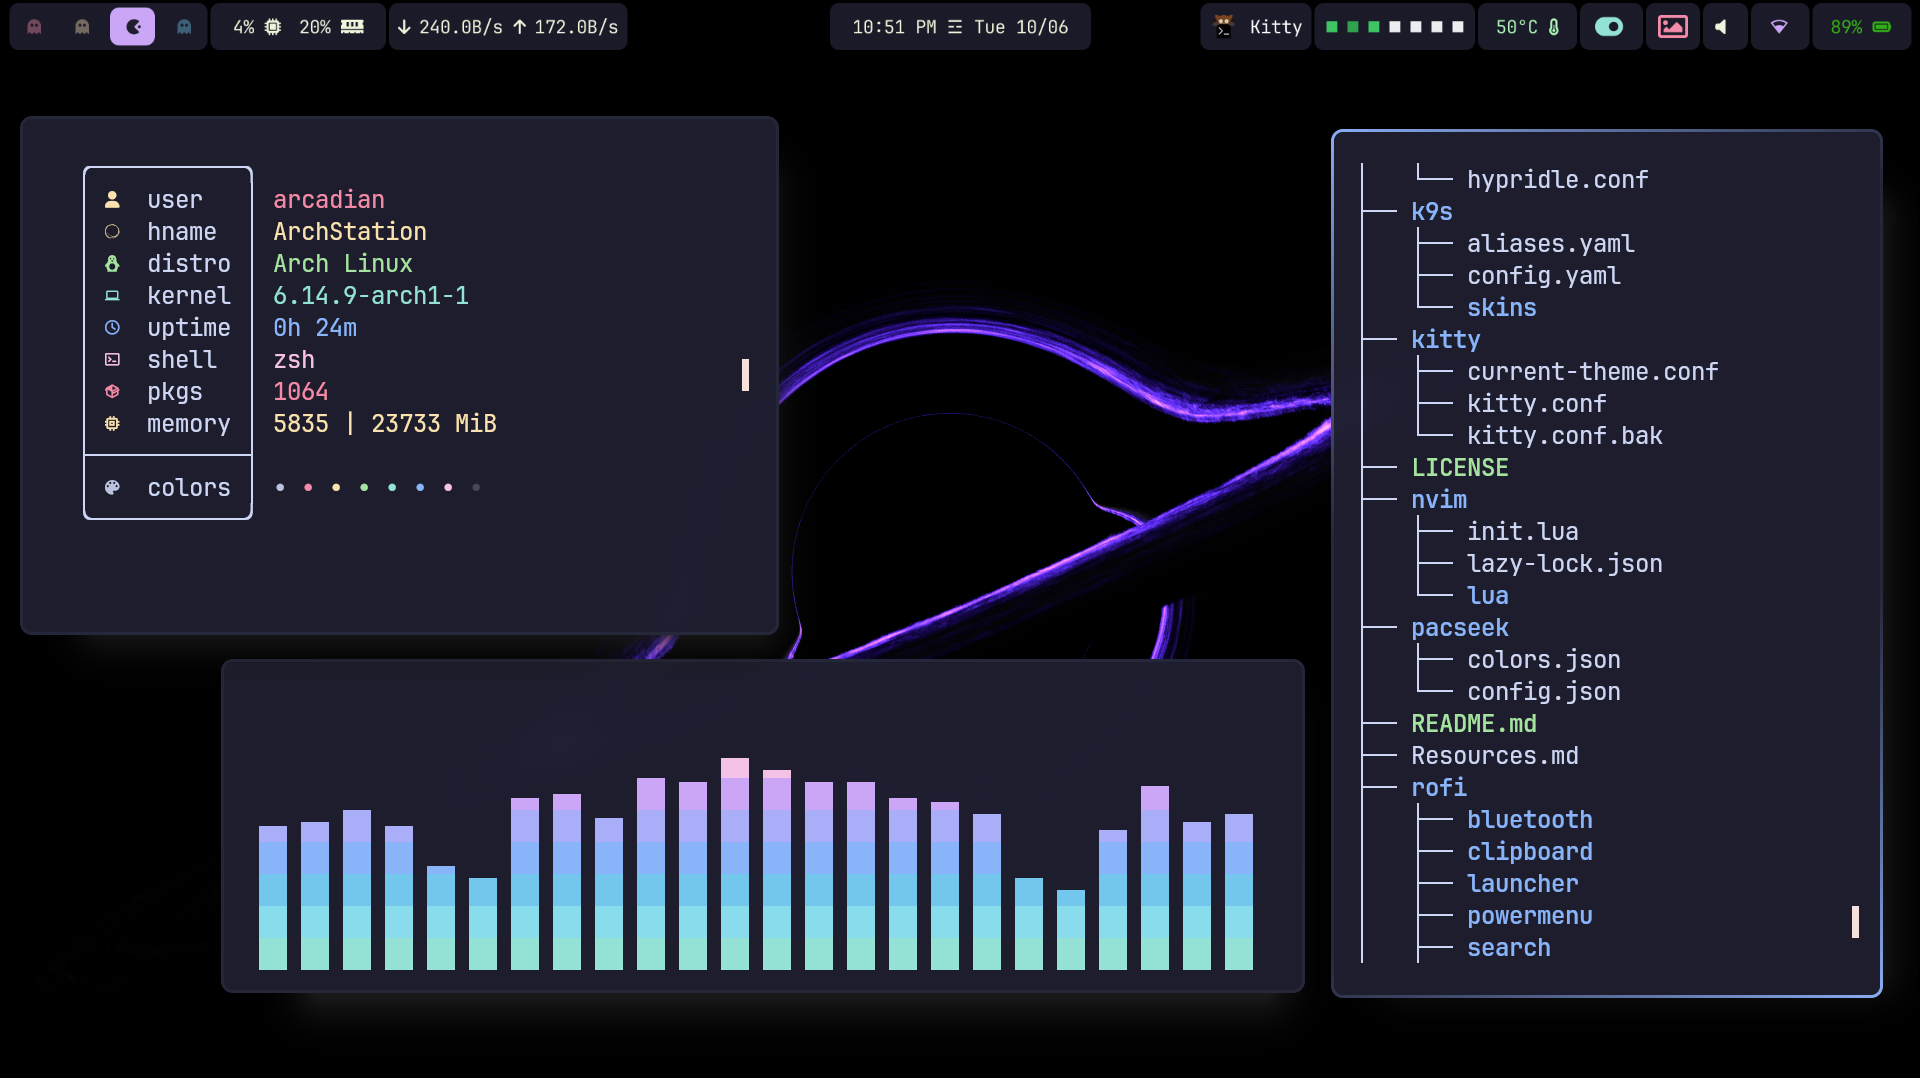 4% 20% 240.0B/s 172.0B/s 10:51 PM Tue 10/06 Kitty 50°C 89%
user arcadian
hname ArchStation
distro Arch Linux
kernel 6.14.9-arch1-1
uptime 0h 24m
shell zsh
pkgs 1064
memory 5835 | 23733 MiB
colors
hypridle.conf
k9s
aliases.yaml
config.yaml
skins
kitty
current-theme.conf
kitty.conf
kitty.conf.bak
LICENSE
nvim
init.lua
lazy-lock.json
lua
pacseek
colors.json
config.json
README.md
Resources.md
rofi
bluetooth
clipboard
launcher
powermenu
search